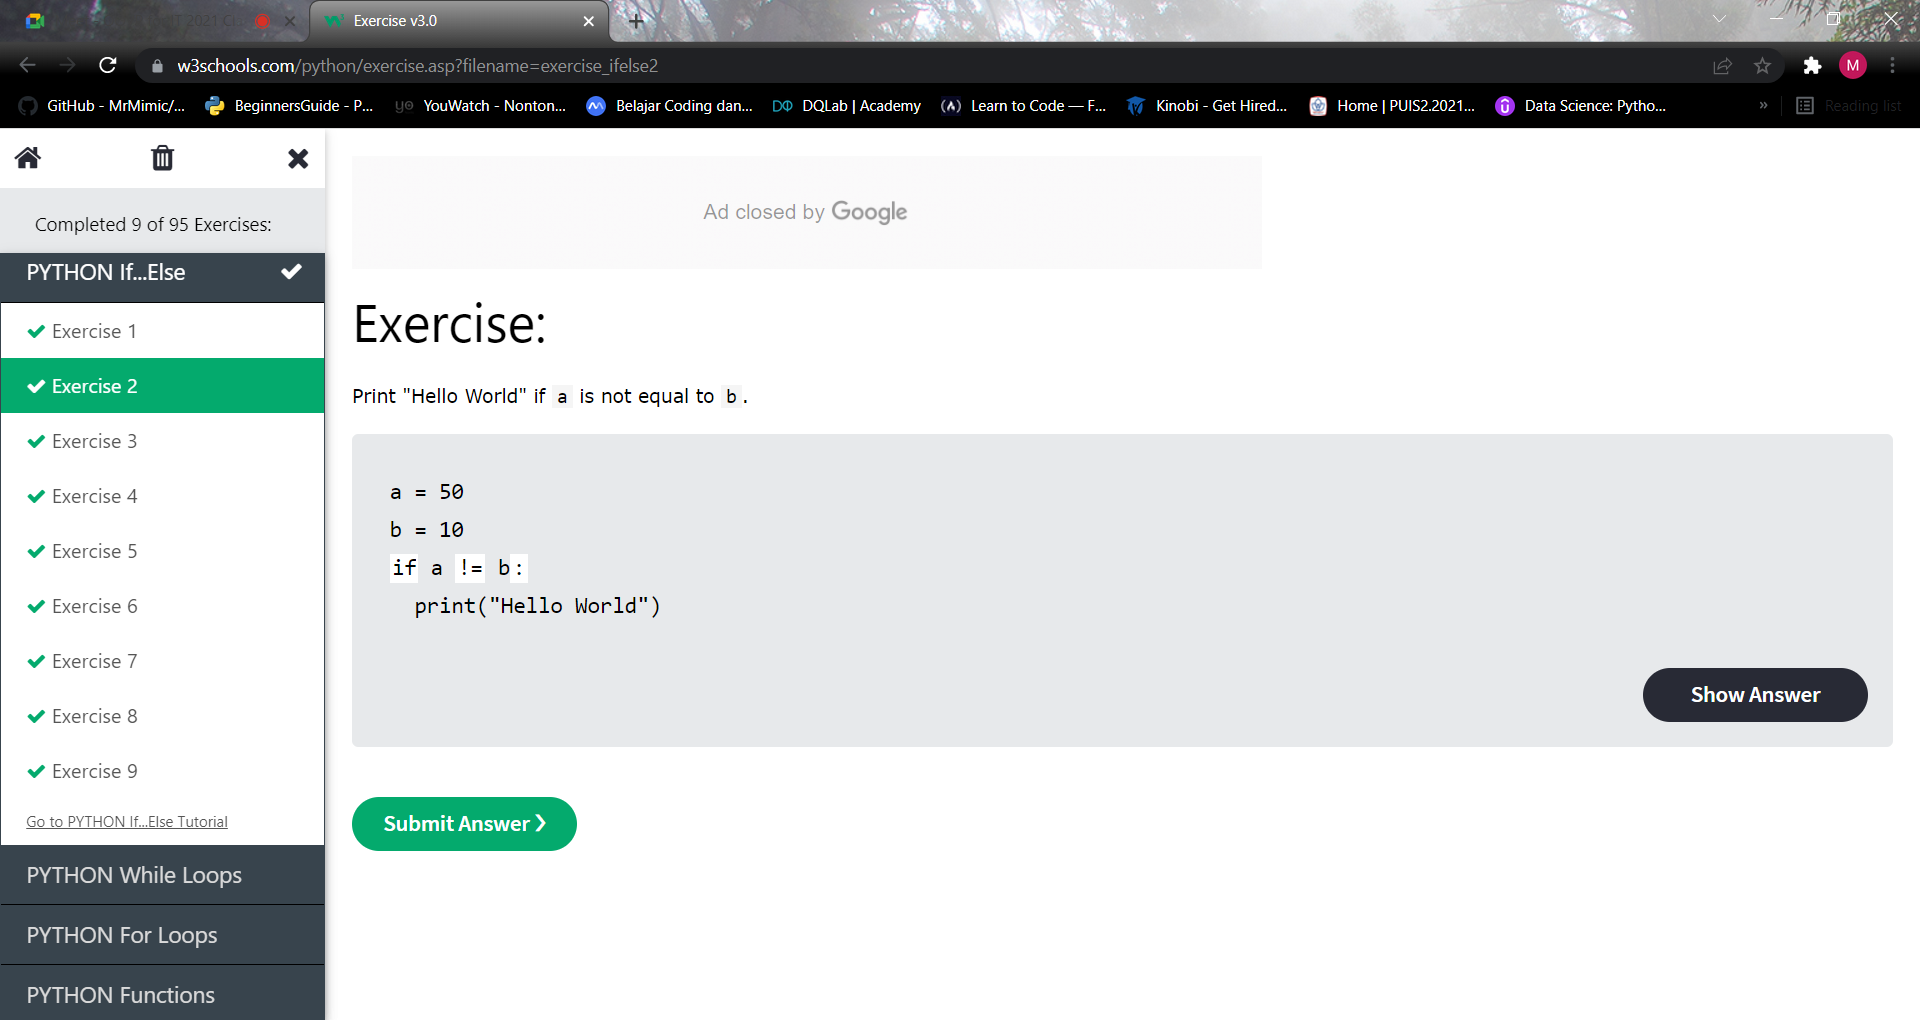 Exercise v3.0
w3schools.com/python/exercise.asp?filename=exercise_ifelse2
M
GitHub - MrMimic/...
BeginnersGuide - P...
YouWatch - Nonton...
Belajar Coding dan...
DQLab | Academy
Learn to Code — F...
Kinobi - Get Hired...
Home | PUIS2.2021...
Data Science: Pytho...
»
Reading list
Completed 9 of 95 Exercises:
PYTHON If...Else
Exercise 1
Exercise 2
Exercise 3
Exercise 4
Exercise 5
Exercise 6
Exercise 7
Exercise 8
Exercise 9
Go to PYTHON If...Else Tutorial
PYTHON While Loops
PYTHON For Loops
PYTHON Functions
Ad closed by Google
Exercise:
Print "Hello World" if a is not equal to b.
a = 50
b = 10
if a != b:
print("Hello World")
Show Answer
Submit Answer ❯